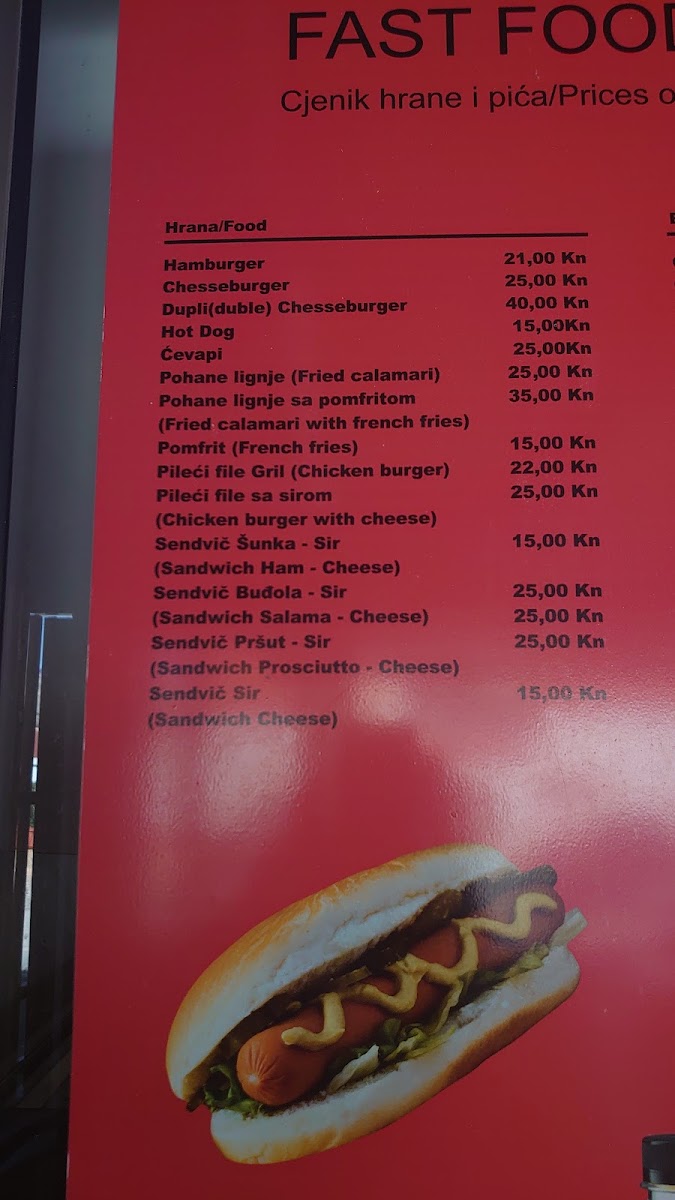 FAST FOOD
Cjenik hrane i pića/Prices o
Hrana/Food
Hamburger 21,00 Kn
Chesseburger 25,00 Kn
Dupli(duble) Chesseburger 40,00 Kn
Hot Dog 15,00Kn
Ćevapi 25,00Kn
Pohane lignje (Fried calamari) 25,00 Kn
Pohane lignje sa pomfritom 35,00 Kn
(Fried calamari with french fries)
Pomfrit (French fries) 15,00 Kn
Pileći file Gril (Chicken burger) 22,00 Kn
Pileći file sa sirom 25,00 Kn
(Chicken burger with cheese)
Sendvič Šunka - Sir 15,00 Kn
(Sandwich Ham - Cheese)
Sendvič Buđola - Sir 25,00 Kn
(Sandwich Salama - Cheese) 25,00 Kn
Sendvič Pršut - Sir 25,00 Kn
(Sandwich Prosciutto - Cheese)
Sendvič Sir 15,00 Kn
(Sandwich Cheese)